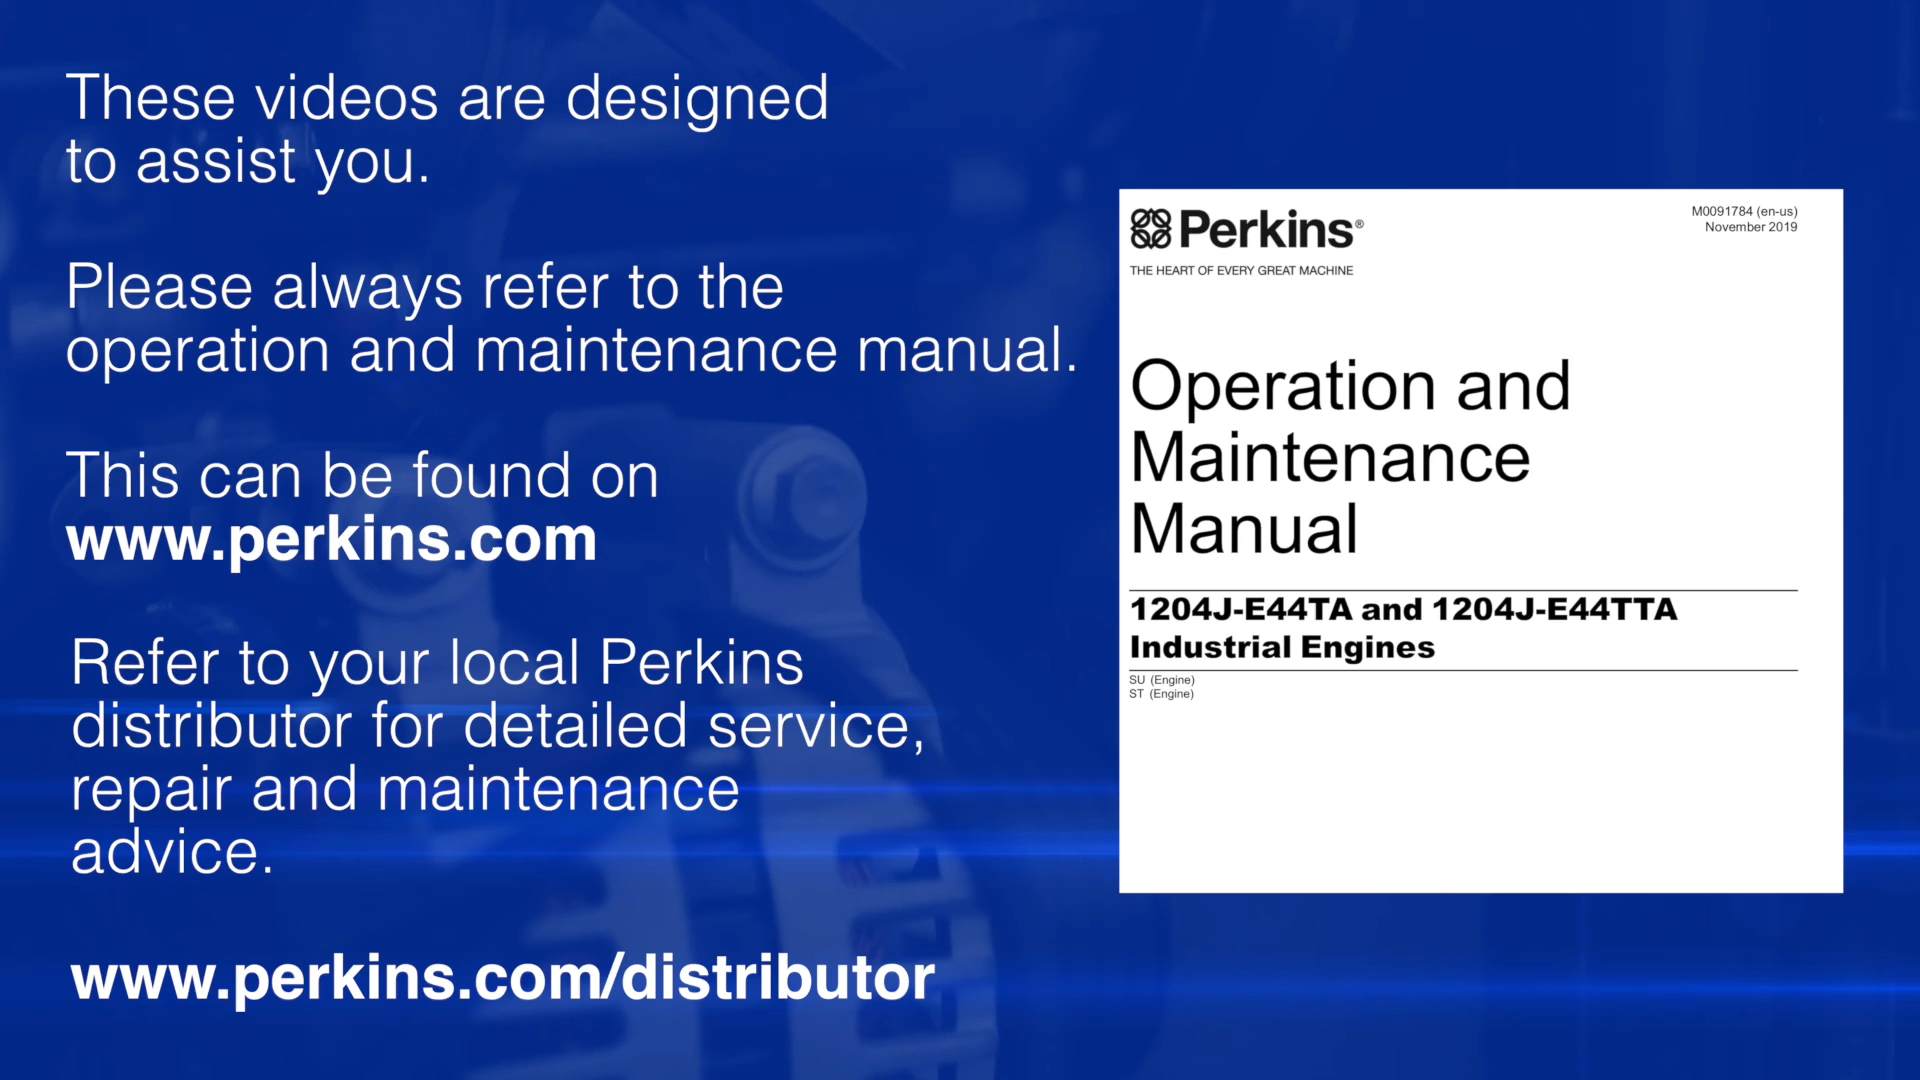 These videos are designed
to assist you.
Please always refer to the
operation and maintenance manual.
This can be found on
www.perkins.com
Refer to your local Perkins
distributor for detailed service,
repair and maintenance
advice.
www.perkins.com/distributor
Perkins®
THE HEART OF EVERY GREAT MACHINE
M0091784 (en-us)
November 2019
Operation and
Maintenance
Manual
1204J-E44TA and 1204J-E44TTA
Industrial Engines
SU (Engine)
ST (Engine)